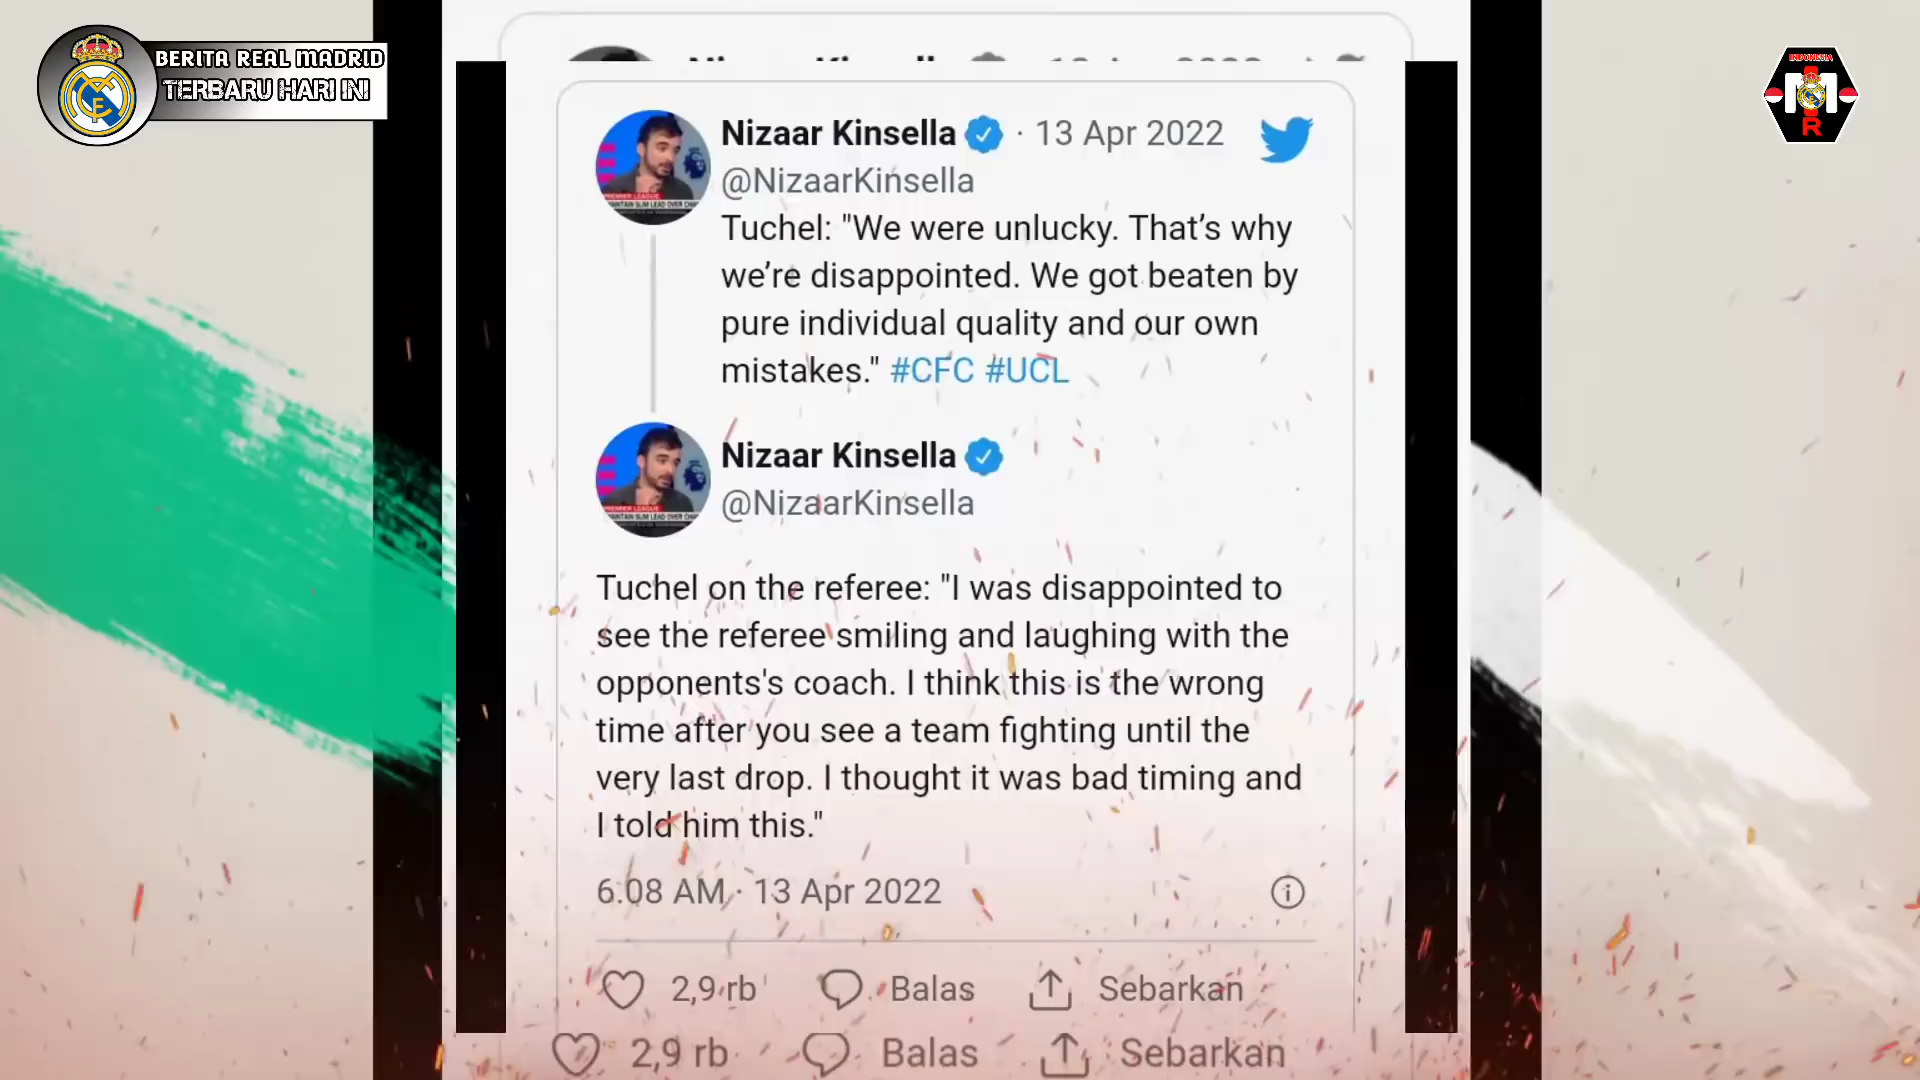 BERITA REAL MADRID
TERBARU HARI INI
INDONESIA
M
R
Nizaar Kinsella · 13 Apr 2022
@NizaarKinsella
Tuchel: "We were unlucky. That’s why
we’re disappointed. We got beaten by
pure individual quality and our own
mistakes." #CFC #UCL
Nizaar Kinsella
@NizaarKinsella
Tuchel on the referee: "I was disappointed to
see the referee smiling and laughing with the
opponents's coach. I think this is the wrong
time after you see a team fighting until the
very last drop. I thought it was bad timing and
I told him this."
6.08 AM · 13 Apr 2022
2,9 rb Balas Sebarkan
2,9 rb Balas Sebarkan